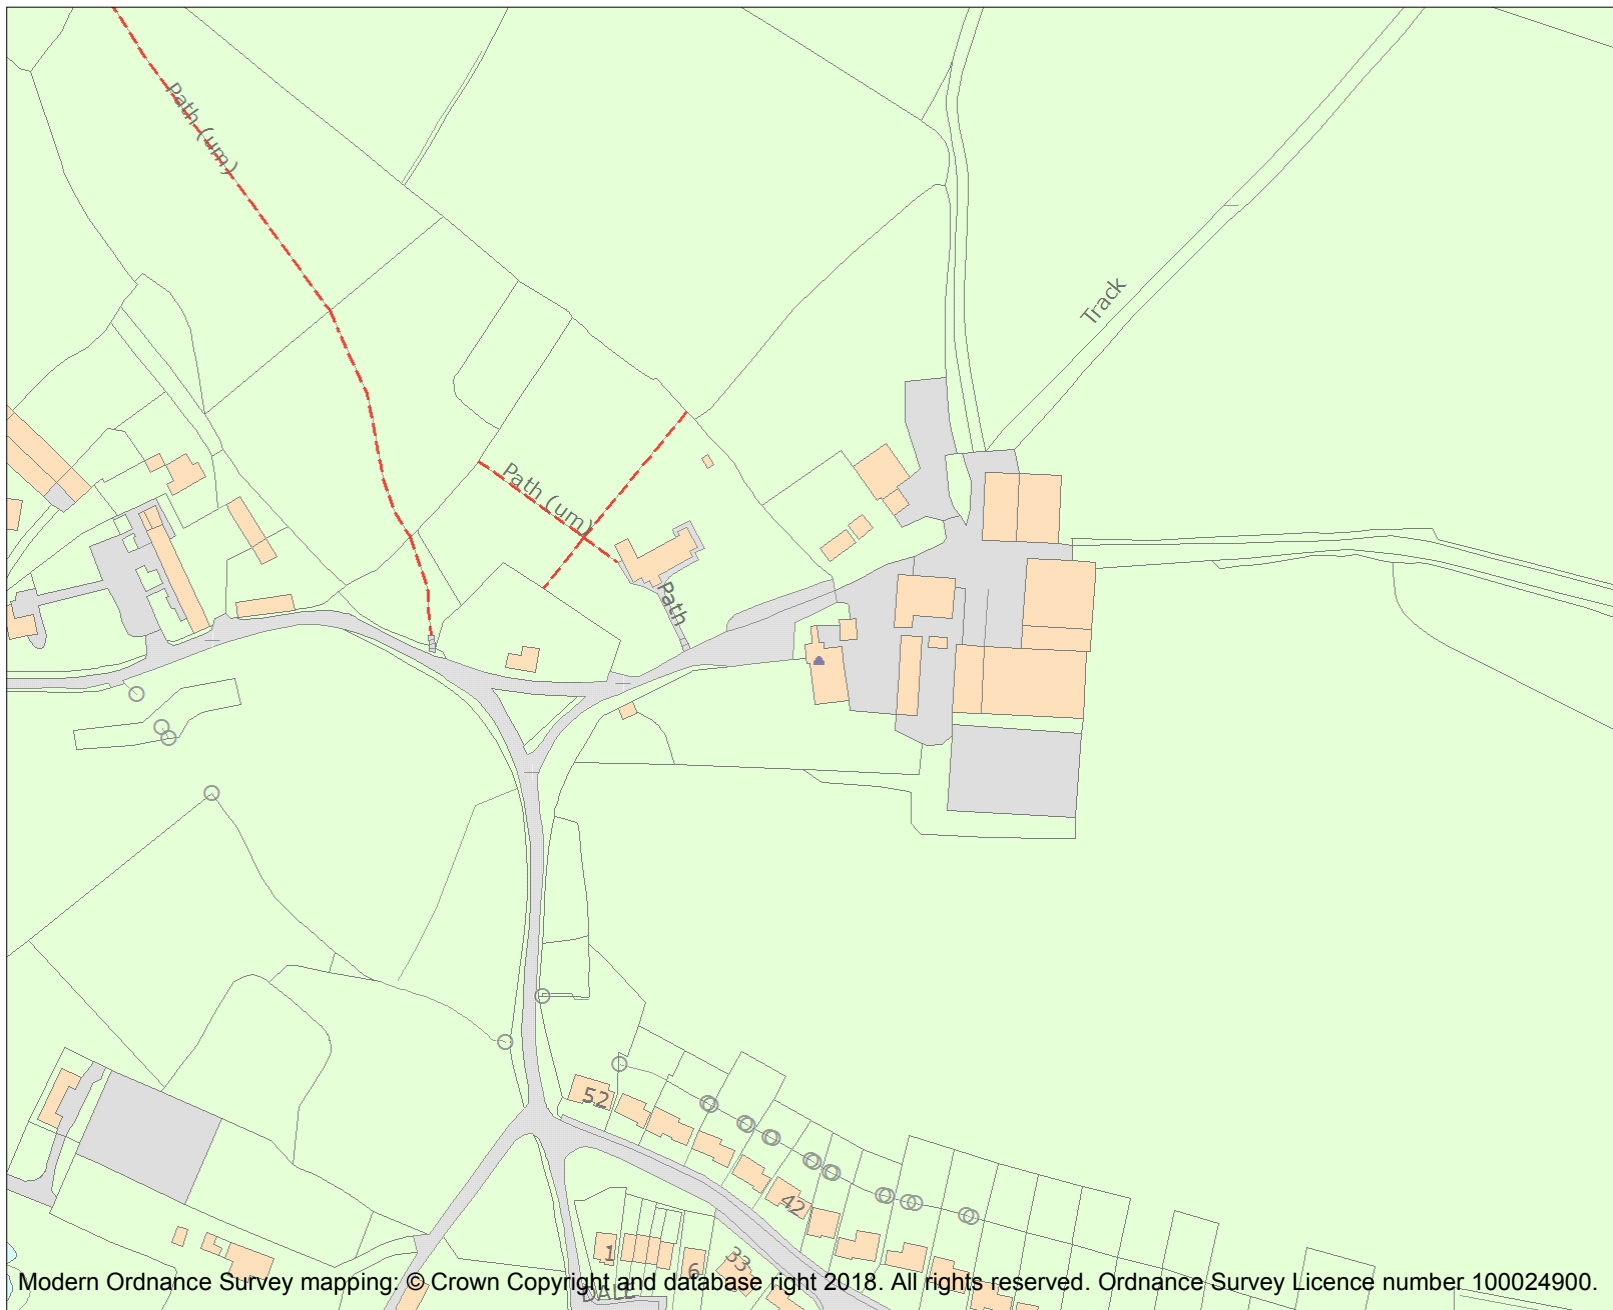 Path (um)
Track
Path (um)
Path
52
42
1
6
33
DALE
Modern Ordnance Survey mapping: © Crown Copyright and database right 2018. All rights reserved. Ordnance Survey Licence number 100024900.